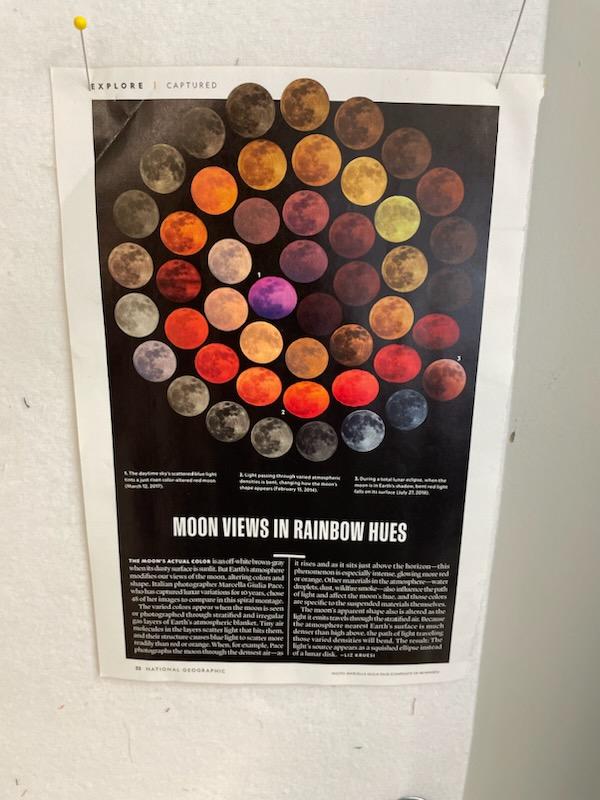 EXPLORE | CAPTURED
1
2
3
1. The daytime sky's scattered blue light
tints a just risen color-altered red moon
(March 12, 2017).
2. Light passing through varied atmospheric
densities is bent, changing how the moon's
shape appears (February 15, 2014).
3. During a total lunar eclipse, when the
moon is in Earth's shadow, bent red light
falls on its surface (July 27, 2018).
MOON VIEWS IN RAINBOW HUES
THE MOON'S ACTUAL COLOR is an off-white brown-gray
when its dusty surface is sunlit. But Earth's atmosphere
modifies our views of the moon, altering colors and
shape. Italian photographer Marcella Giulia Pace,
who has captured lunar variations for 10 years, chose
48 of her images to compare in this spiral montage.
The varied colors appear when the moon is seen
or photographed through stratified and irregular
gas layers of Earth's atmospheric blanket. Tiny air
molecules in the layers scatter light that hits them,
and their structure causes blue light to scatter more
readily than red or orange. When, for example, Pace
photographs the moon through the densest air—as
it rises and as it sits just above the horizon—this
phenomenon is especially intense, glowing more red
or orange. Other materials in the atmosphere—water
droplets, dust, wildfire smoke—also influence the path
of light and affect the moon's hue, and those colors
are specific to the suspended materials themselves.
The moon's apparent shape also is altered as the
light it emits travels through the stratified air. Because
the atmosphere nearest Earth's surface is much
denser than high above, the path of light traveling
those varied densities will bend. The result: The
light's source appears as a squished ellipse instead
of a lunar disk. —LIZ KRUESI
22 NATIONAL GEOGRAPHIC
PHOTO: MARCELLA GIULIA PACE (COMPOSITE OF 48 IMAGES)